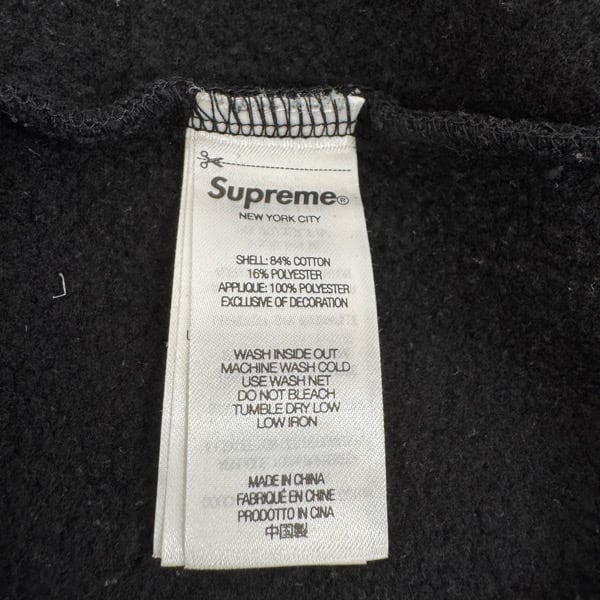 Supreme®
NEW YORK CITY
SHELL: 84% COTTON
16% POLYESTER
APPLIQUE: 100% POLYESTER
EXCLUSIVE OF DECORATION
WASH INSIDE OUT
MACHINE WASH COLD
USE WASH NET
DO NOT BLEACH
TUMBLE DRY LOW
LOW IRON
MADE IN CHINA
FABRIQUÉ EN CHINE
PRODOTTO IN CINA
中国製